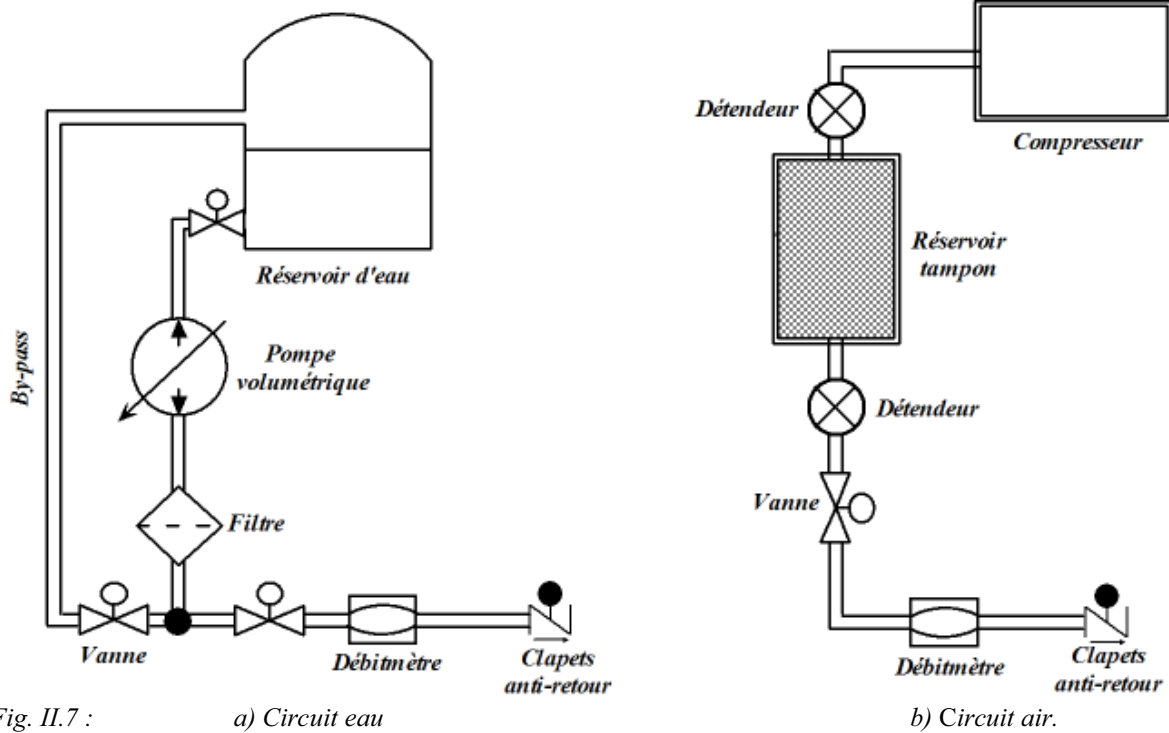 Réservoir d'eau
Pompe
volumétrique
By-pass
Filtre
Vanne
Débitmètre
Clapets
anti-retour
Détendeur
Compresseur
Réservoir
tampon
Détendeur
Vanne
Débitmètre
Clapets
anti-retour
ig. II.7 : a) Circuit eau b) Circuit air.